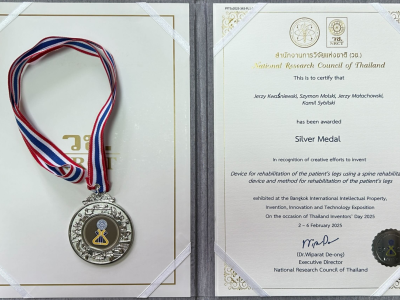 วช.
วช.
NRCT
สำนักงานการวิจัยแห่งชาติ (วช.)
National Research Council of Thailand
This is to certify that
Jerzy Kwaśniewski, Szymon Molski, Jerzy Małachowski,
Kamil Sybilski
has been awarded
Silver Medal
In recognition of creative efforts to invent
Device for rehabilitation of the patient's legs using a spine rehabilitation
device and method for rehabilitation of the patient's legs
exhibited at the Bangkok International Intellectual Property,
Invention, Innovation and Technology Exposition
On the occasion of Thailand Inventors' Day 2025
2 – 6 February 2025
(Dr.Wiparat De-ong)
Executive Director
National Research Council of Thailand